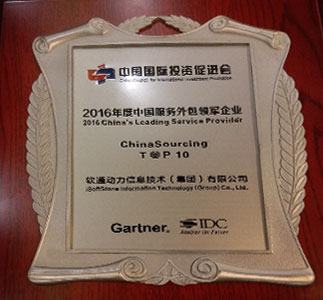 中国国际投资促进会
China Council for International Investment Promotion
2016年度中国服务外包领军企业
2016 China's Leading Service Provider
ChinaSourcing
TOP 10
软通动力信息技术（集团）有限公司
iSoftStone Information Technology (Group) Co., Ltd.
Gartner.
IDC
Analyze the Future